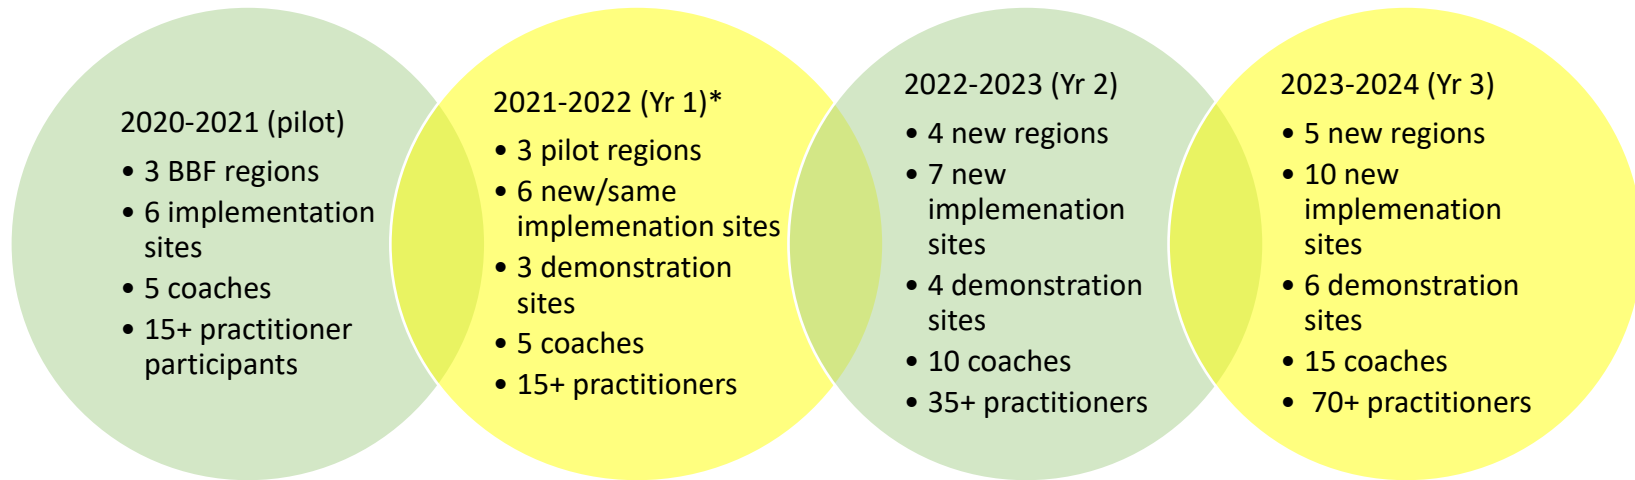 2020-2021 (pilot)
• 3 BBF regions
• 6 implementation
sites
• 5 coaches
• 15+ practitioner
participants
2021-2022 (Yr 1)*
• 3 pilot regions
• 6 new/same
implemenation sites
• 3 demonstration
sites
• 5 coaches
• 15+ practitioners
2022-2023 (Yr 2)
• 4 new regions
• 7 new
implemenation
sites
• 4 demonstration
sites
• 10 coaches
• 35+ practitioners
2023-2024 (Yr 3)
• 5 new regions
• 10 new
implemenation
sites
• 6 demonstration
sites
• 15 coaches
• 70+ practitioners